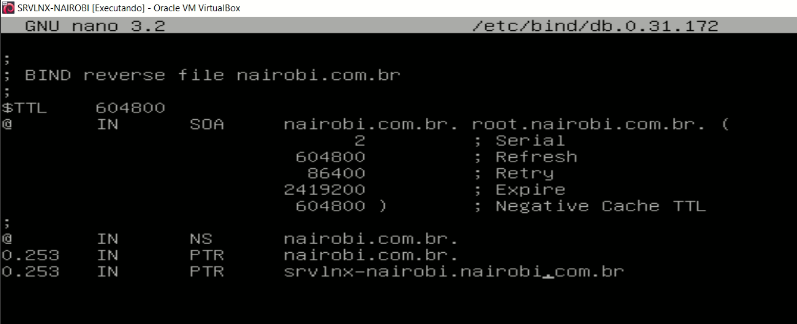 SRVLNX-NAIROBI [Executando] - Oracle VM VirtualBox
GNU nano 3.2 /etc/bind/db.0.31.172
;
; BIND reverse file nairobi.com.br
;
$TTL 604800
@ IN SOA nairobi.com.br. root.nairobi.com.br. (
2 ; Serial
604800 ; Refresh
86400 ; Retry
2419200 ; Expire
604800 ) ; Negative Cache TTL
;
@ IN NS nairobi.com.br.
0.253 IN PTR nairobi.com.br.
0.253 IN PTR srvlnx-nairobi.nairobi.com.br